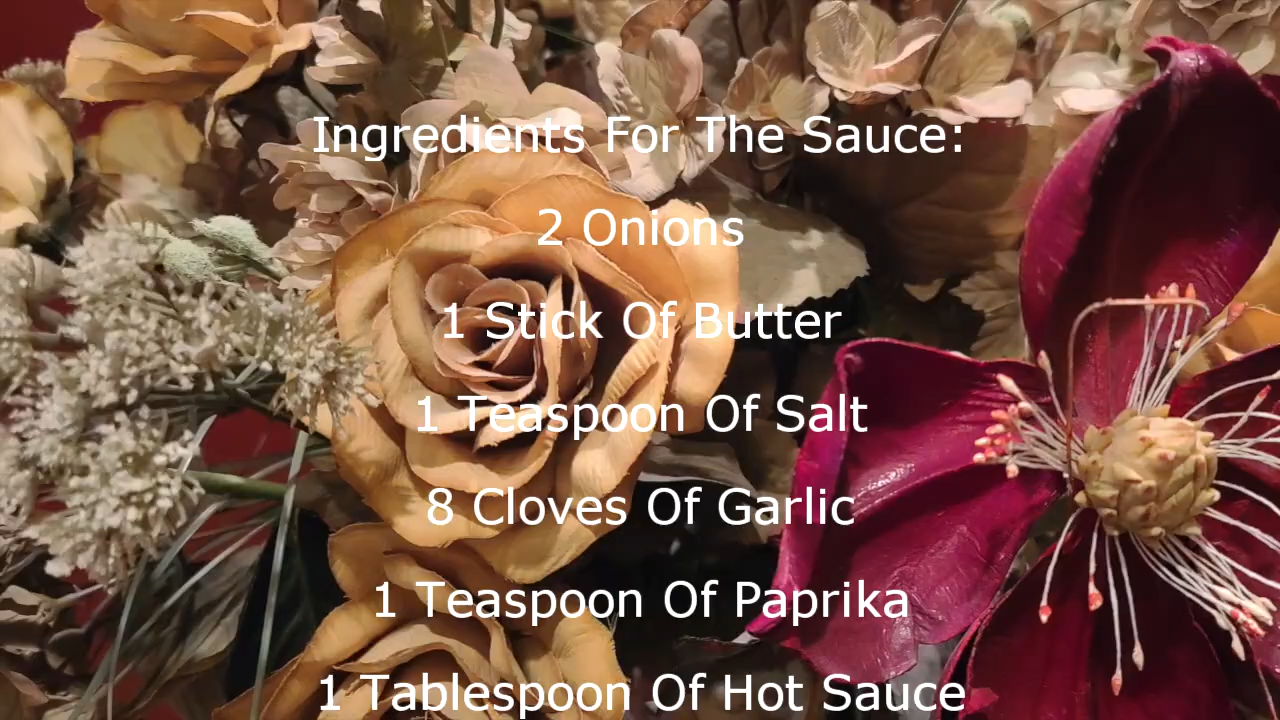 Ingredients For The Sauce:
2 Onions
1 Stick Of Butter
1 Teaspoon Of Salt
8 Cloves Of Garlic
1 Teaspoon Of Paprika
1 Tablespoon Of Hot Sauce